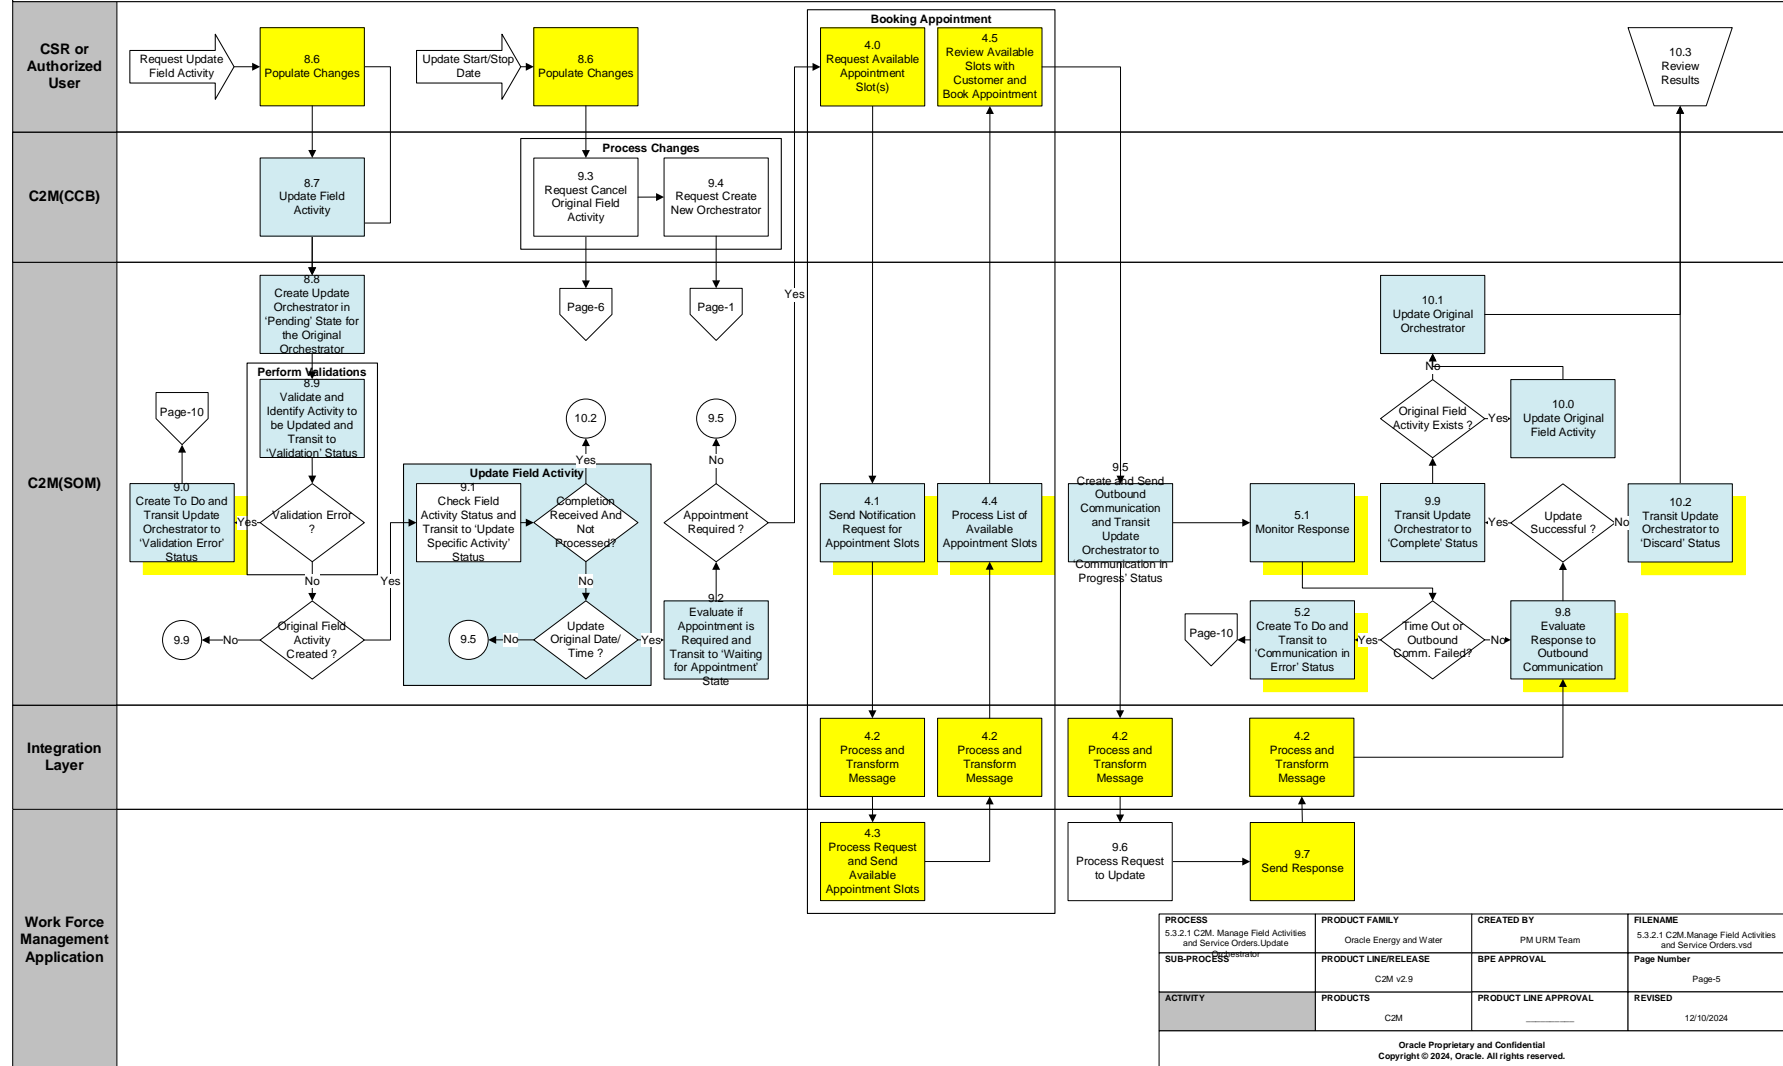 CSR or
Authorized
User
Request Update
Field Activity
8.6
Populate Changes
Update Start/Stop
Date
8.6
Populate Changes
Booking Appointment
4.0
Request Available
Appointment
Slot(s)
4.5
Review Available
Slots with
Customer and
Book Appointment
10.3
Review
Results
C2M(CCB)
8.7
Update Field
Activity
Process Changes
9.3
Request Cancel
Original Field
Activity
9.4
Request Create
New Orchestrator
C2M(SOM)
8.8
Create Update
Orchestrator in
'Pending' State for
the Original
Orchestrator
Page-6
Page-1
Yes
Perform Validations
8.9
Validate and
Identify Activity to
be Updated and
Transit to
'Validation' Status
Page-10
9.0
Create To Do and
Transit Update
Orchestrator to
'Validation Error'
Status
Yes
Validation Error
?
No
Original Field
Activity
Created ?
No
9.9
Yes
Update Field Activity
9.1
Check Field
Activity Status and
Transit to 'Update
Specific Activity'
Status
10.2
Yes
Completion
Received And
Not
Processed?
No
Update
Original Date/
Time ?
No
9.5
Yes
9.2
Evaluate if
Appointment is
Required and
Transit to 'Waiting
for Appointment'
State
9.5
No
Appointment
Required ?
4.1
Send Notification
Request for
Appointment Slots
4.4
Process List of
Available
Appointment Slots
9.5
Create and Send
Outbound
Communication
and Transit
Update
Orchestrator to
'Communication in
Progress' Status
5.1
Monitor Response
Page-10
5.2
Create To Do and
Transit to
'Communication in
Error' Status
Yes
Time Out or
Outbound
Comm. Failed?
No
9.8
Evaluate
Response to
Outbound
Communication
10.1
Update Original
Orchestrator
No
Original Field
Activity Exists ?
Yes
10.0
Update Original
Field Activity
9.9
Transit Update
Orchestrator to
'Complete' Status
Yes
Update
Successful ?
No
10.2
Transit Update
Orchestrator to
'Discard' Status
Integration
Layer
4.2
Process and
Transform
Message
4.2
Process and
Transform
Message
4.2
Process and
Transform
Message
4.2
Process and
Transform
Message
Work Force
Management
Application
4.3
Process Request
and Send
Available
Appointment Slots
9.6
Process Request
to Update
9.7
Send Response
PROCESS
5.3.2.1 C2M. Manage Field Activities
and Service Orders.Update
Orchestrator
PRODUCT FAMILY
Oracle Energy and Water
CREATED BY
PM URM Team
FILENAME
5.3.2.1 C2M.Manage Field Activities
and Service Orders.vsd
SUB-PROCESS
PRODUCT LINE/RELEASE
C2M v2.9
BPE APPROVAL
Page Number
Page-5
ACTIVITY
PRODUCTS
C2M
PRODUCT LINE APPROVAL
___________
REVISED
12/10/2024
Oracle Proprietary and Confidential
Copyright © 2024, Oracle. All rights reserved.